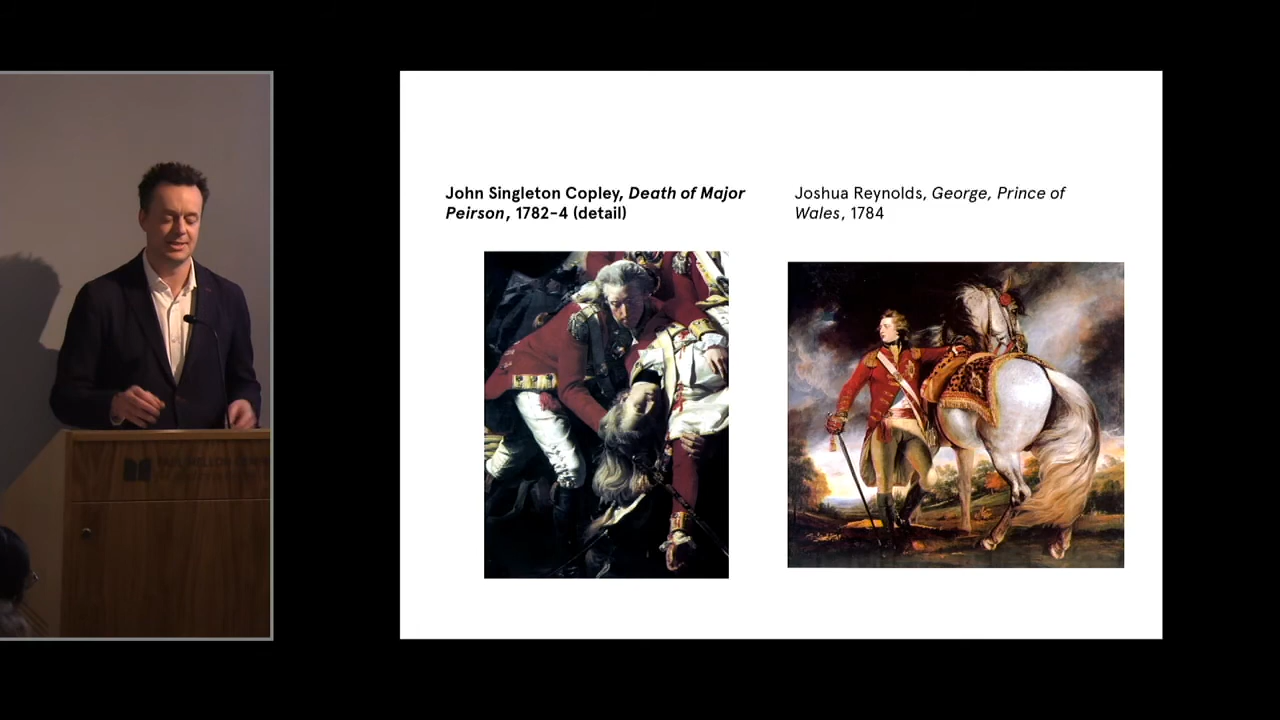 John Singleton Copley, Death of Major
Peirson, 1782–4 (detail)
Joshua Reynolds, George, Prince of
Wales, 1784